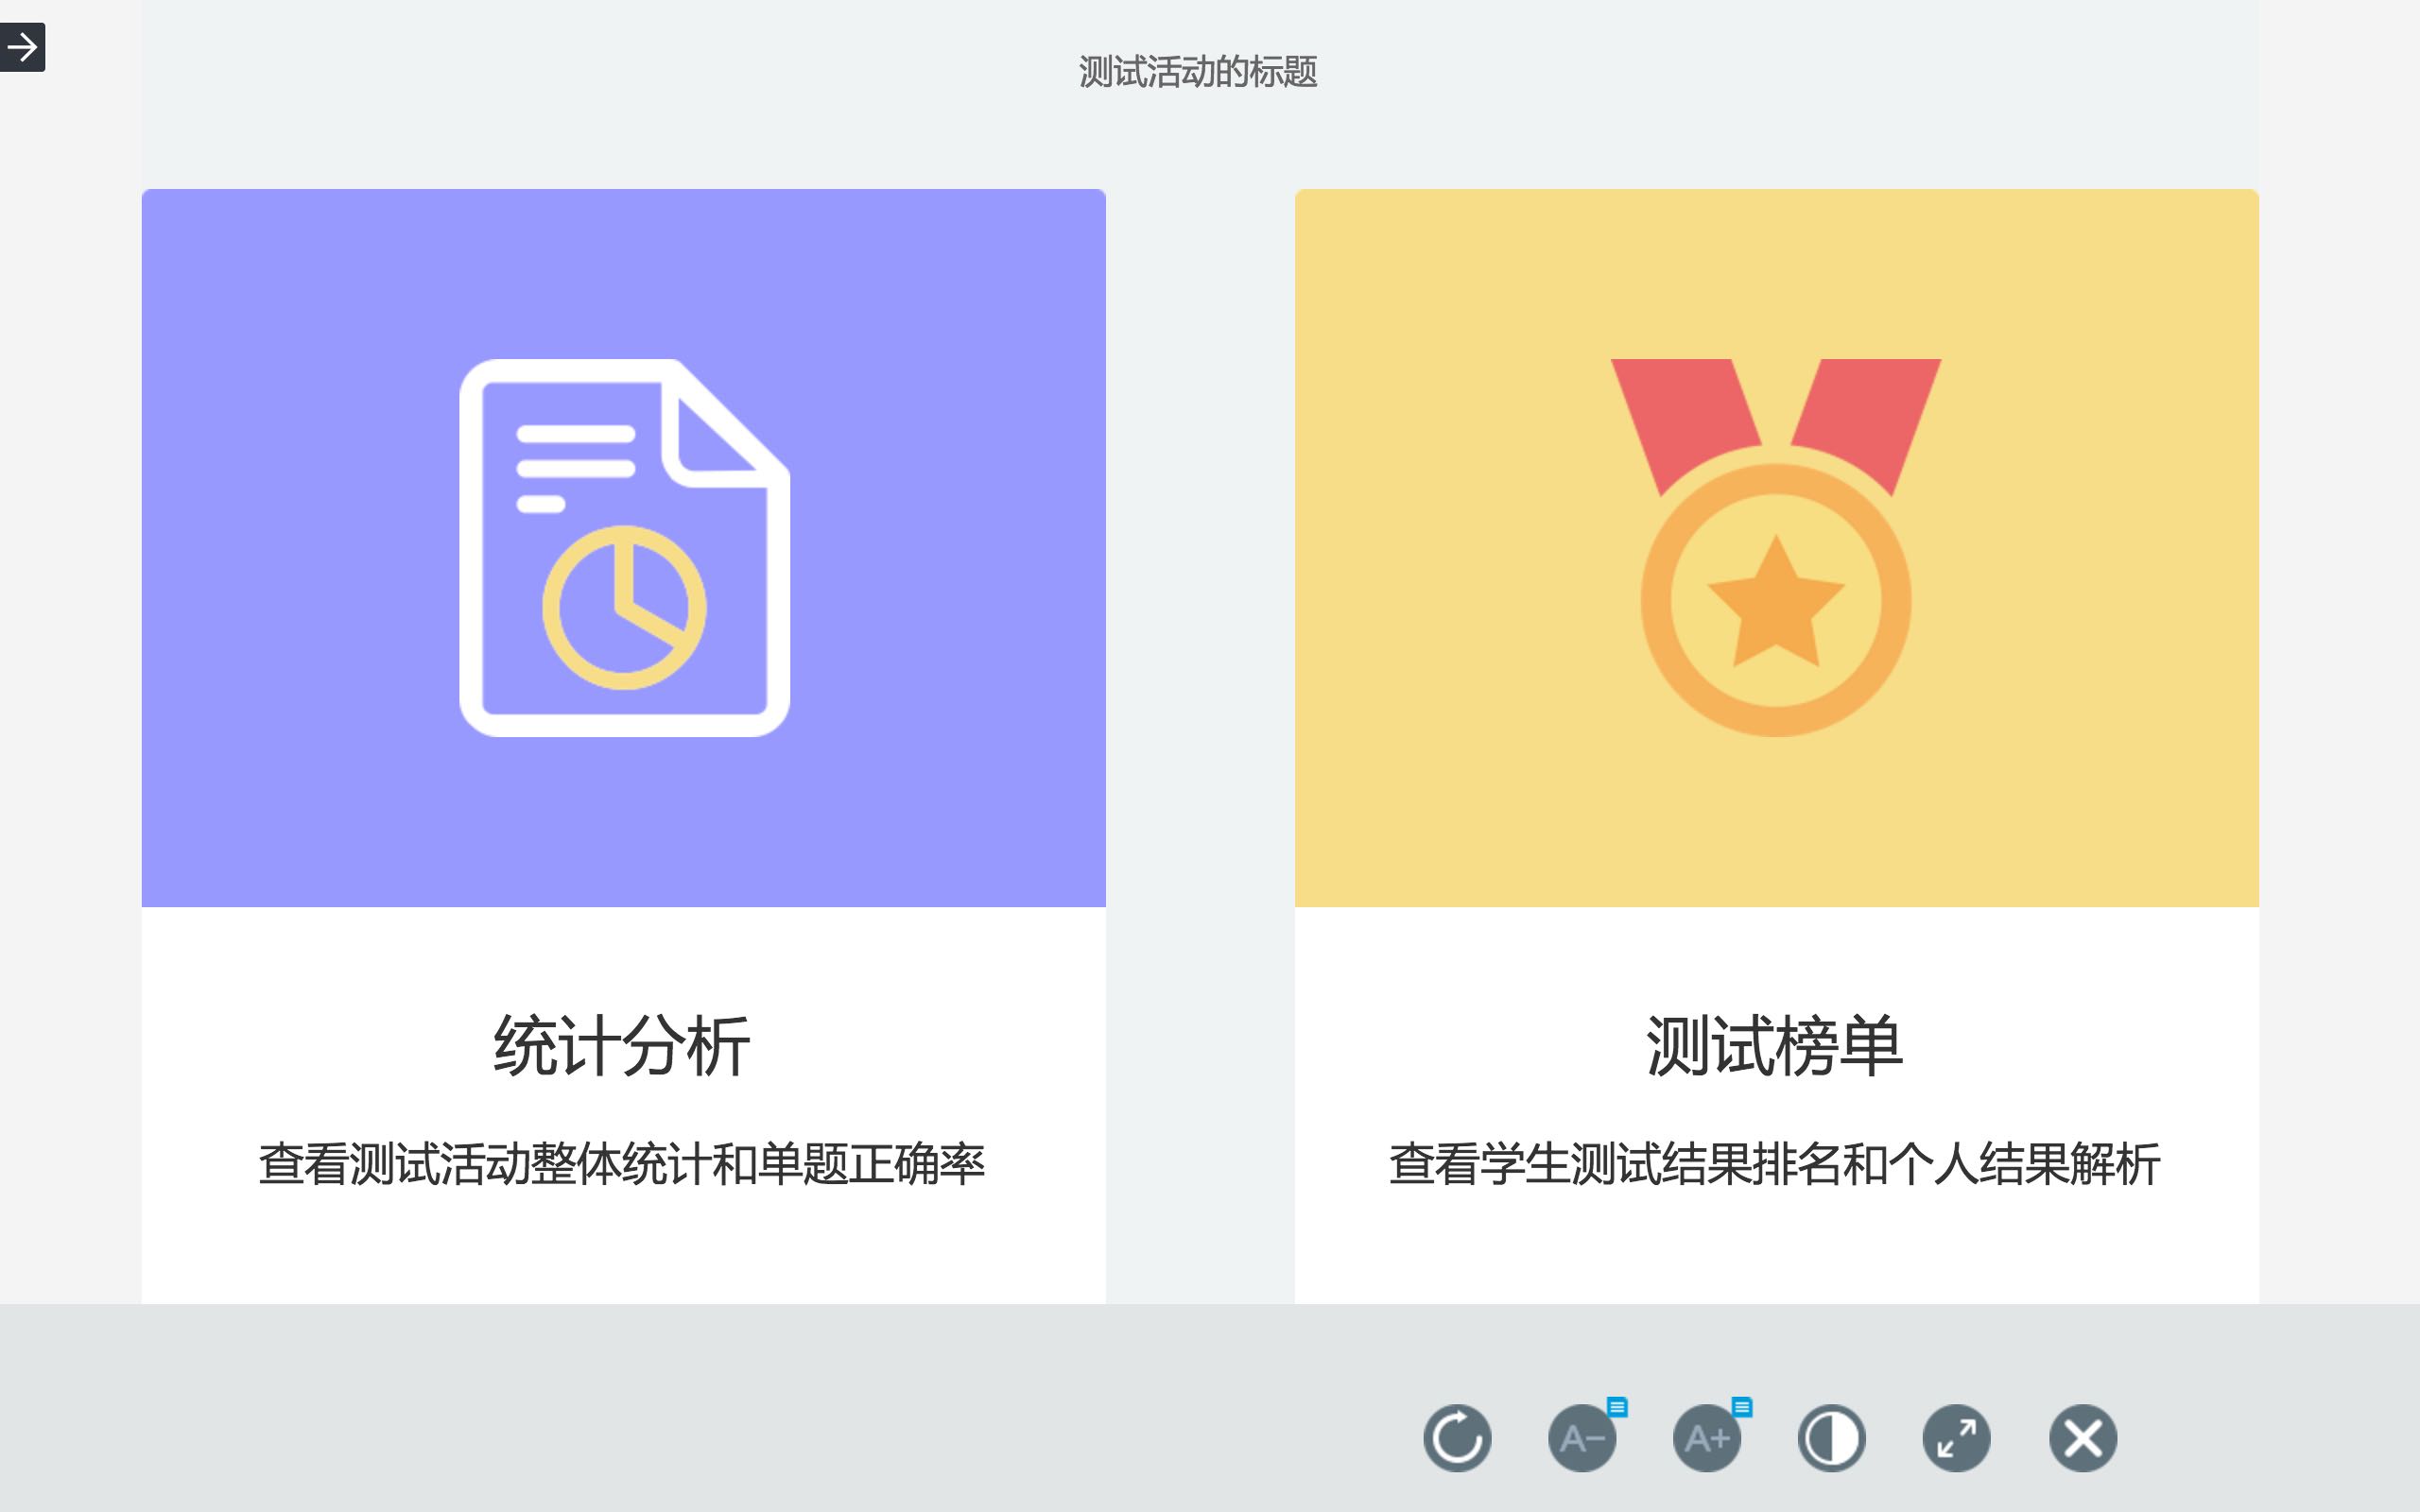 测试活动的标题
统计分析
查看测试活动整体统计和单题正确率
测试榜单
查看学生测试结果排名和个人结果解析
A- A+